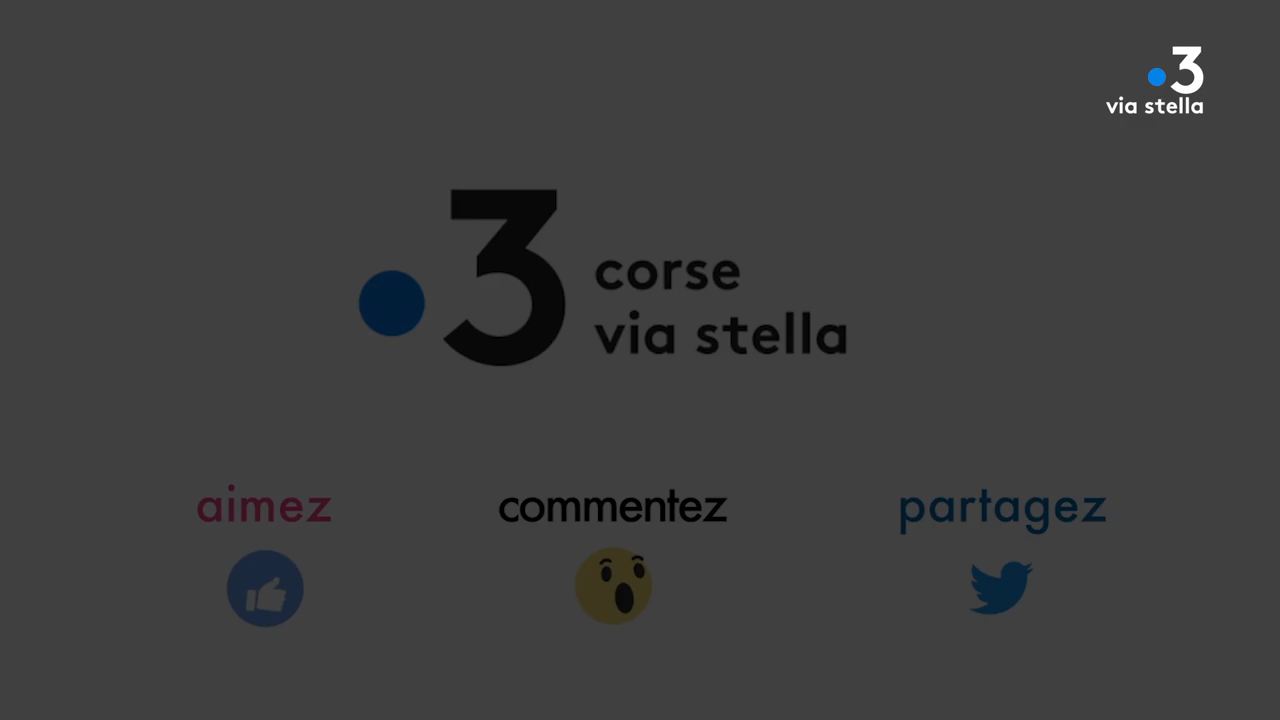 3
via stella
3
corse
via stella
aimez
commentez
partagez